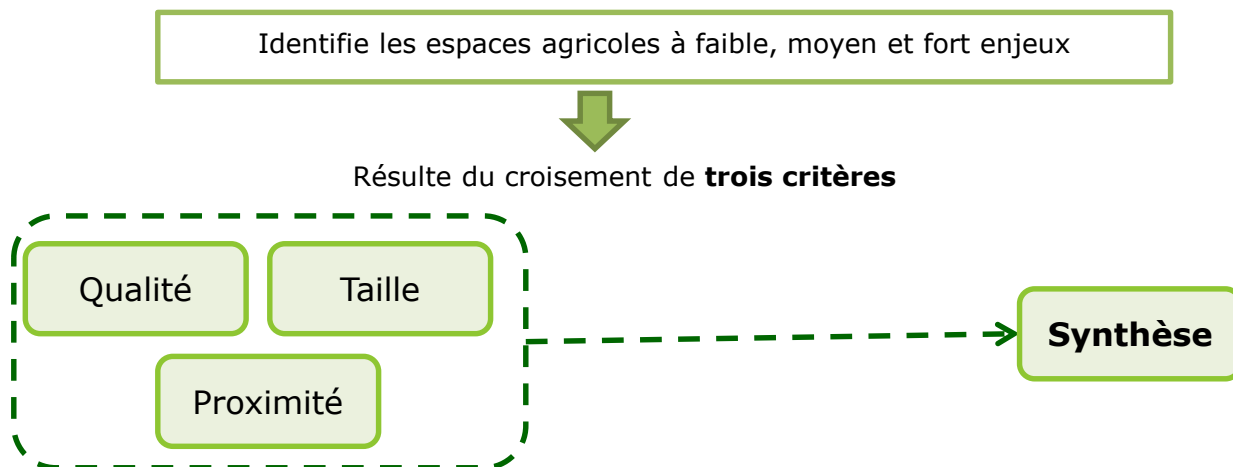 Identifie les espaces agricoles à faible, moyen et fort enjeux
Résulte du croisement de trois critères
Qualité
Taille
Proximité
Synthèse